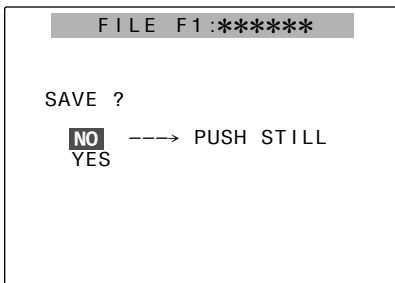 FILE F1:******
SAVE ?
NO ---→ PUSH STILL
YES